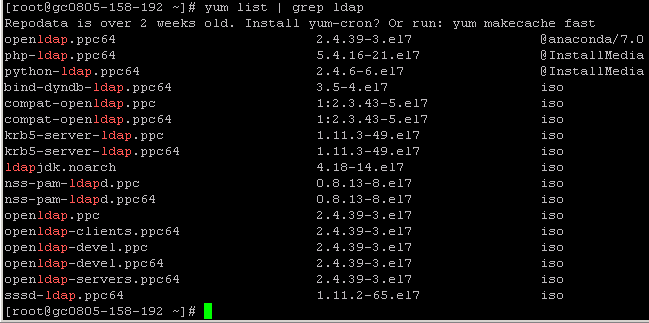 [root@gc0805-158-192 ~]# yum list | grep ldap
Repodata is over 2 weeks old. Install yum-cron? Or run: yum makecache fast
openldap.ppc64 2.4.39-3.el7 @anaconda/7.0
php-ldap.ppc64 5.4.16-21.el7 @InstallMedia
python-ldap.ppc64 2.4.6-6.el7 @InstallMedia
bind-dyndb-ldap.ppc64 3.5-4.el7 iso
compat-openldap.ppc 1:2.3.43-5.el7 iso
compat-openldap.ppc64 1:2.3.43-5.el7 iso
krb5-server-ldap.ppc 1.11.3-49.el7 iso
krb5-server-ldap.ppc64 1.11.3-49.el7 iso
ldapjdk.noarch 4.18-14.el7 iso
nss-pam-ldapd.ppc 0.8.13-8.el7 iso
nss-pam-ldapd.ppc64 0.8.13-8.el7 iso
openldap.ppc 2.4.39-3.el7 iso
openldap-clients.ppc64 2.4.39-3.el7 iso
openldap-devel.ppc 2.4.39-3.el7 iso
openldap-devel.ppc64 2.4.39-3.el7 iso
openldap-servers.ppc64 2.4.39-3.el7 iso
sssd-ldap.ppc64 1.11.2-65.el7 iso
[root@gc0805-158-192 ~]#